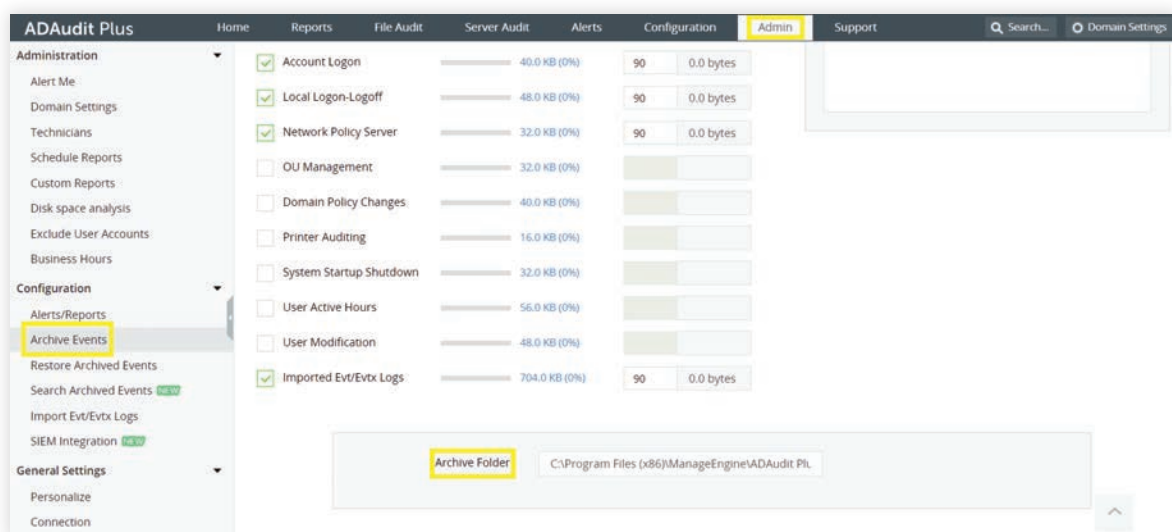 ADAudit Plus Home Reports File Audit Server Audit Alerts Configuration Admin Support Search... Domain Settings
Administration
Alert Me
Domain Settings
Technicians
Schedule Reports
Custom Reports
Disk space analysis
Exclude User Accounts
Business Hours
Configuration
Alerts/Reports
Archive Events
Restore Archived Events
Search Archived Events NEW
Import Evt/Evtx Logs
SIEM Integration NEW
General Settings
Personalize
Connection
Account Logon 40.0 KB (0%) 90 0.0 bytes
Local Logon-Logoff 48.0 KB (0%) 90 0.0 bytes
Network Policy Server 32.0 KB (0%) 90 0.0 bytes
OU Management 32.0 KB (0%)
Domain Policy Changes 40.0 KB (0%)
Printer Auditing 16.0 KB (0%)
System Startup Shutdown 32.0 KB (0%)
User Active Hours 56.0 KB (0%)
User Modification 48.0 KB (0%)
Imported Evt/Evtx Logs 704.0 KB (0%) 90 0.0 bytes
Archive Folder C:\Program Files (x86)\ManageEngine\ADAudit Plu